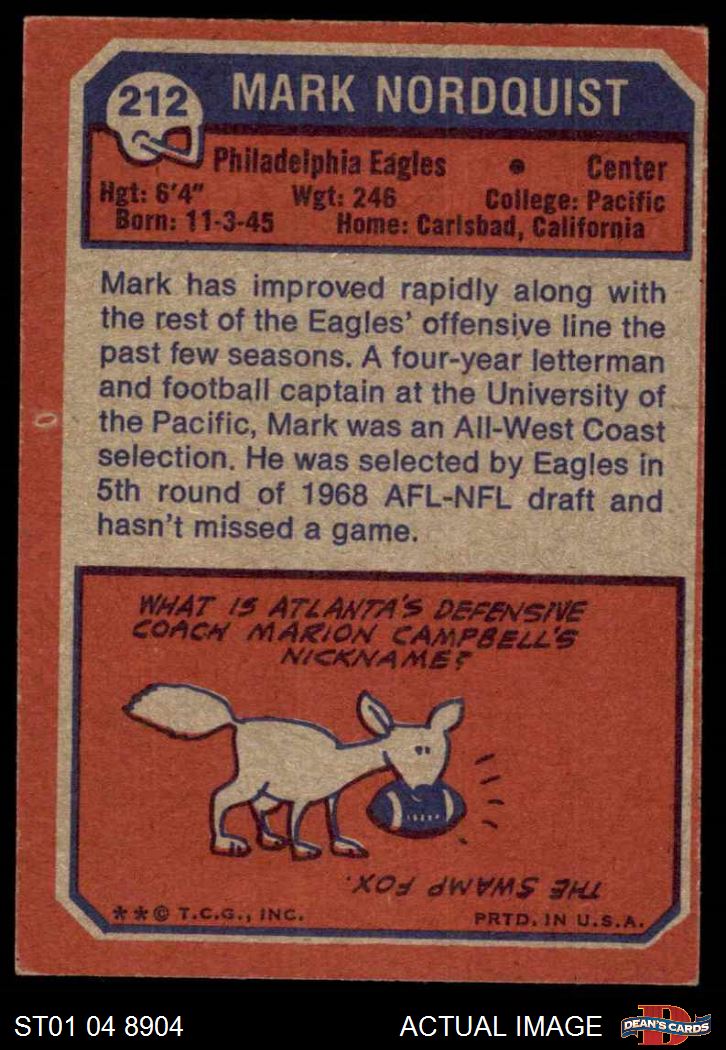 212 MARK NORDQUIST
Philadelphia Eagles • Center
Hgt: 6'4" Wgt: 246 College: Pacific
Born: 11-3-45 Home: Carlsbad, California
Mark has improved rapidly along with
the rest of the Eagles' offensive line the
past few seasons. A four-year letterman
and football captain at the University of
the Pacific, Mark was an All-West Coast
selection. He was selected by Eagles in
5th round of 1968 AFL-NFL draft and
hasn't missed a game.
WHAT IS ATLANTA'S DEFENSIVE
COACH MARION CAMPBELL'S
NICKNAME?
THE SWAMP FOX.
**© T.C.G., INC. PRTD. IN U.S.A.
ST01 04 8904 ACTUAL IMAGE D DEAN'S CARDS